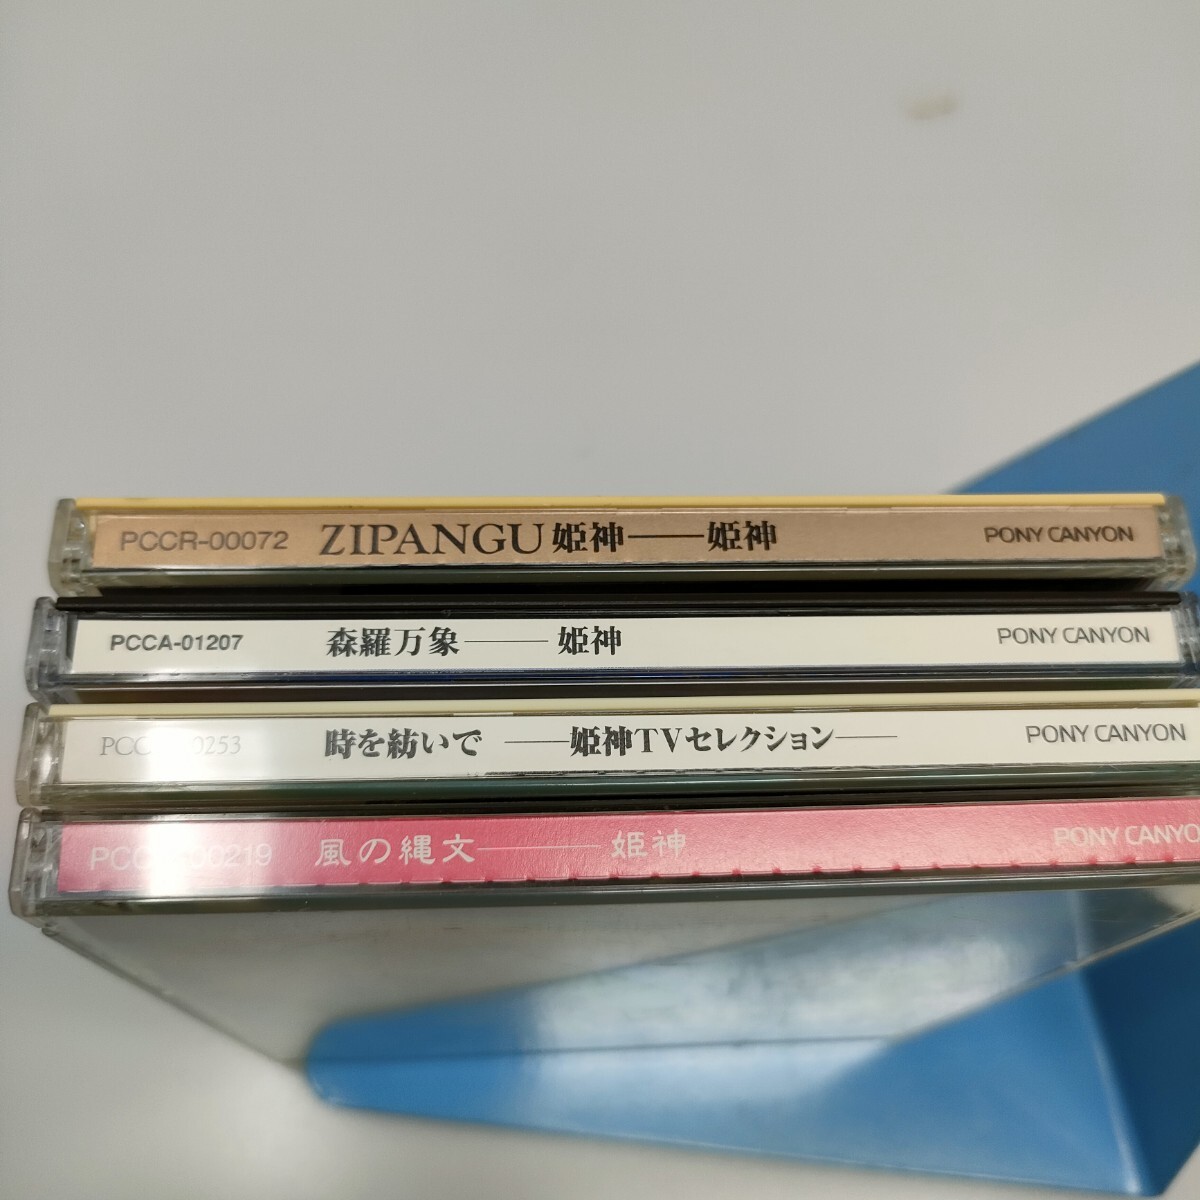 PCCR-00072 ZIPANGU 姫神——姫神 PONY CANYON
PCCA-01207 森羅万象——姫神 PONY CANYON
時を紡いで ——姫神TVセレクション—— PONY CANYON
風の縄文——姫神 PONY CANYO